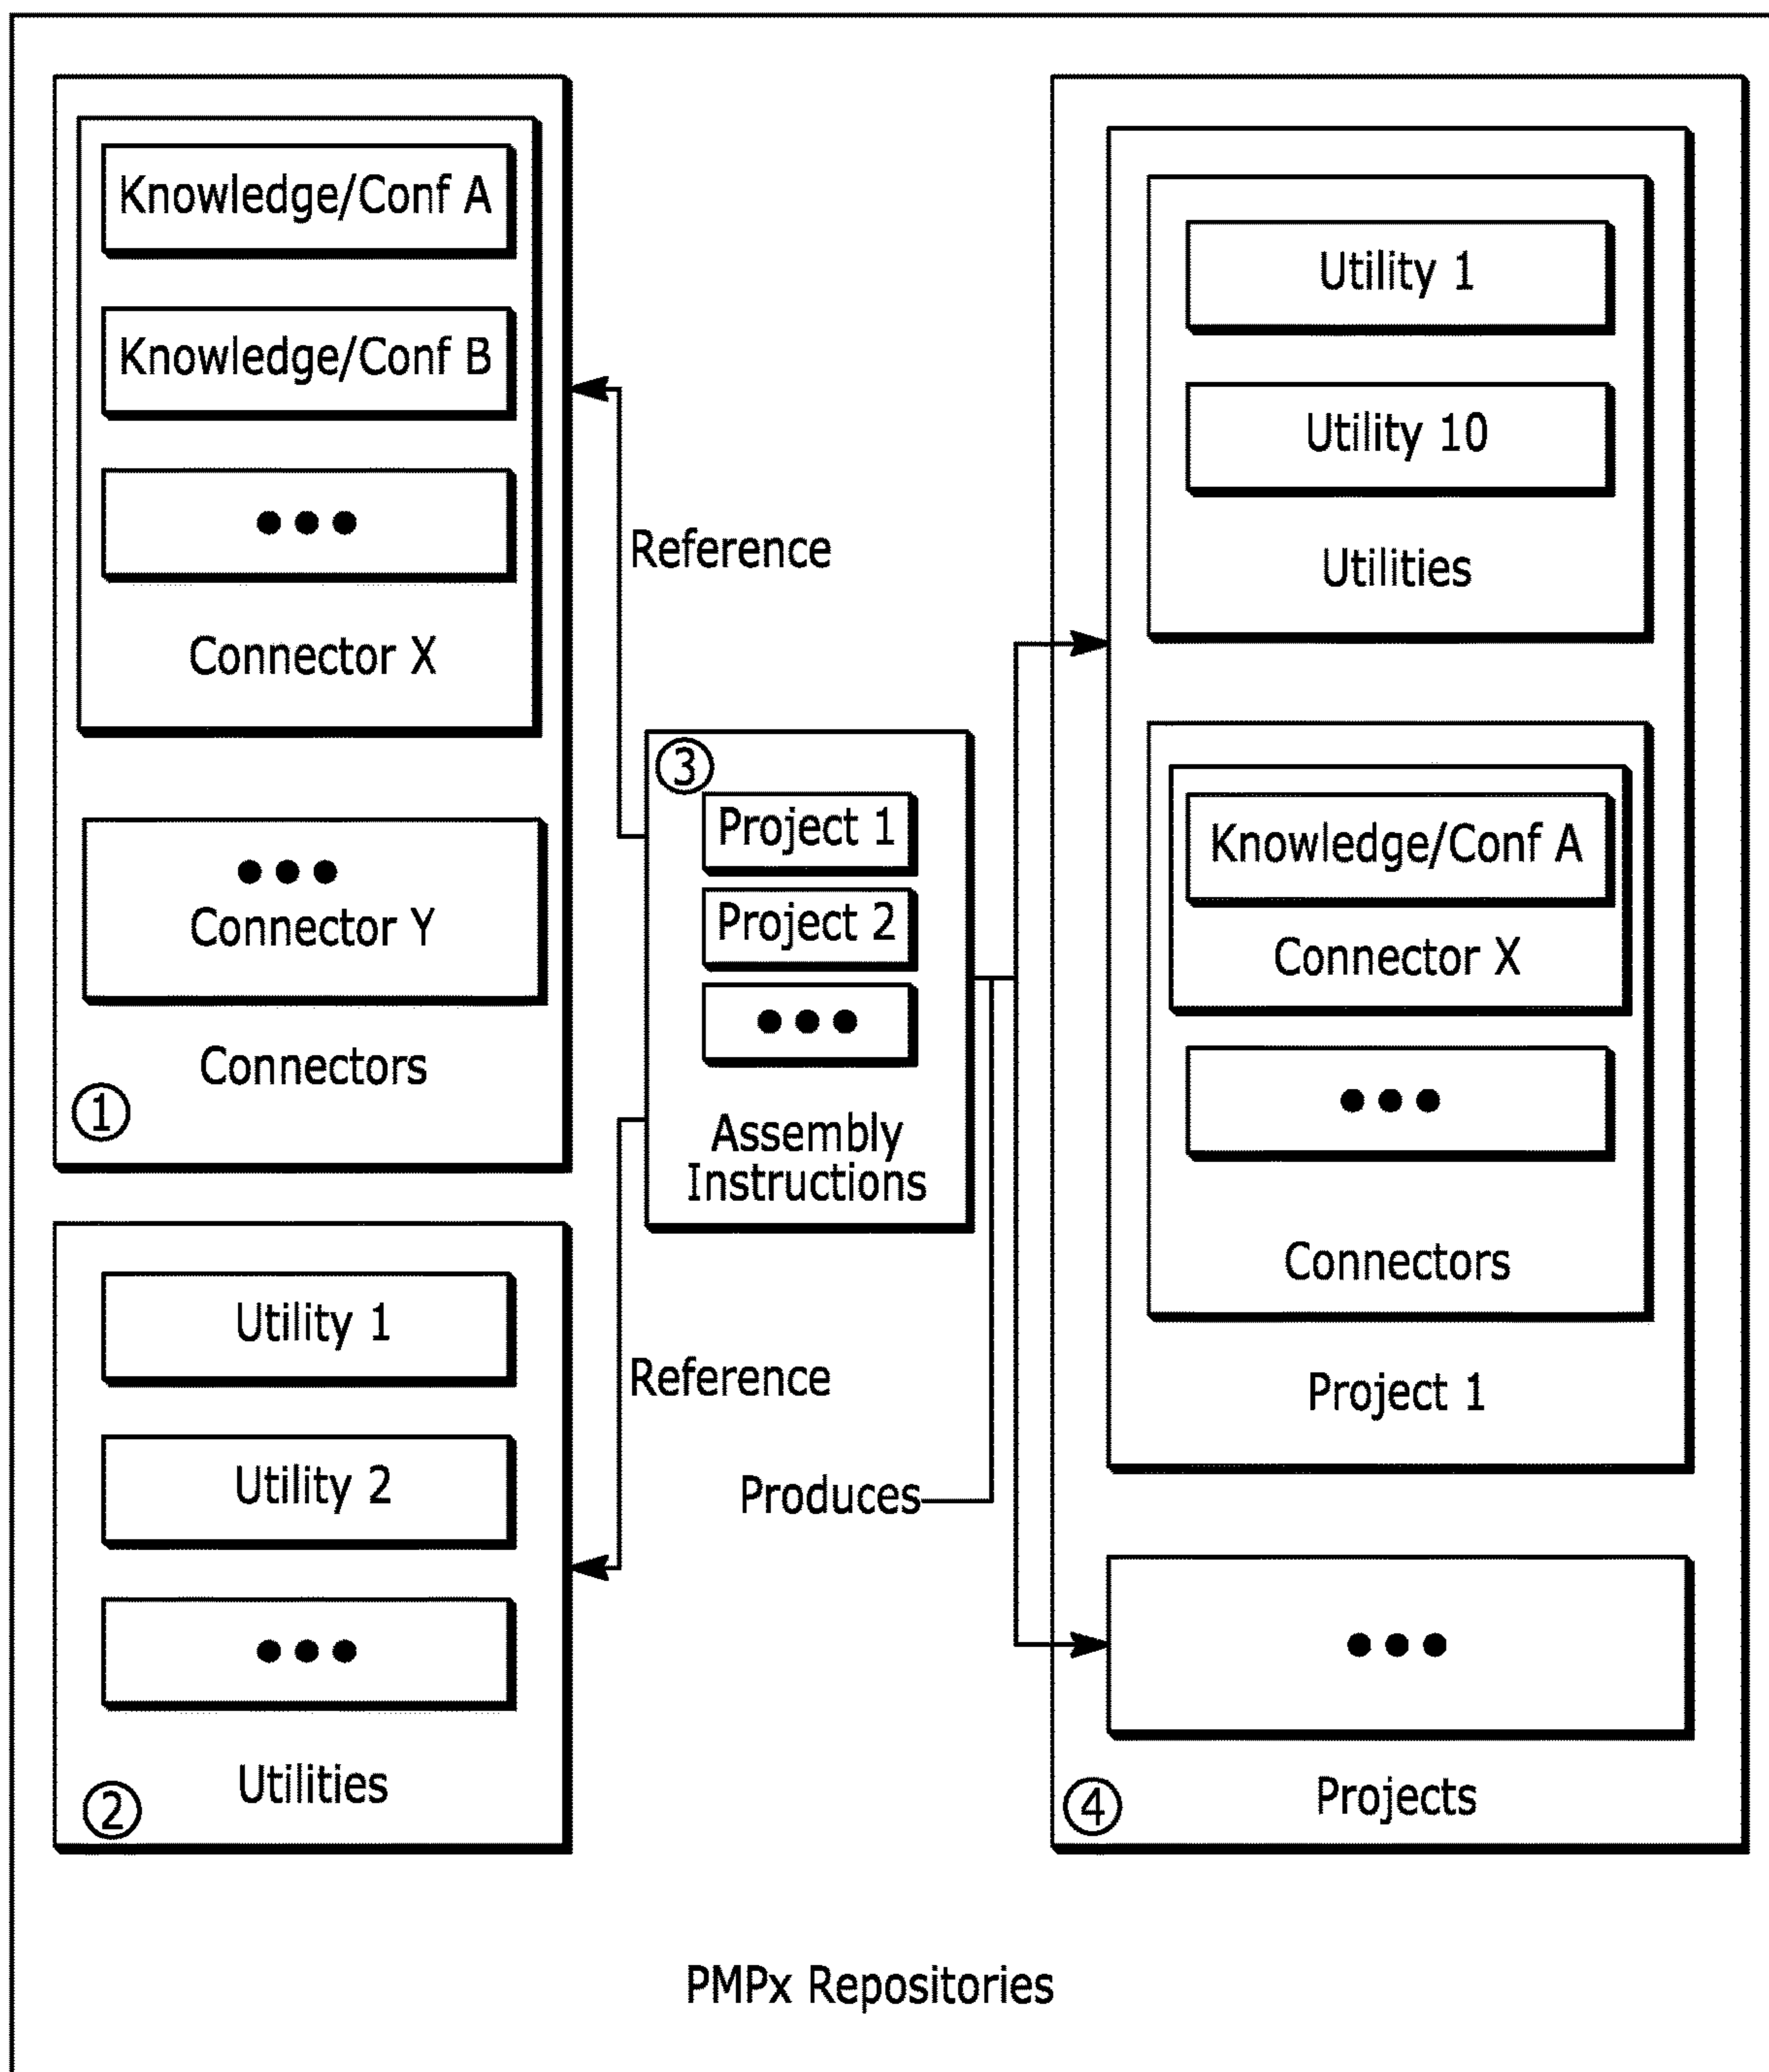 Knowledge/Conf A
Knowledge/Conf B
Connector X
Connector Y
Connectors
1
Utility 1
Utility 2
Utilities
2
Reference
3
Project 1
Project 2
Assembly
Instructions
Reference
Produces
Utility 1
Utility 10
Utilities
Knowledge/Conf A
Connector X
Connectors
Project 1
Projects
4
PMPx Repositories